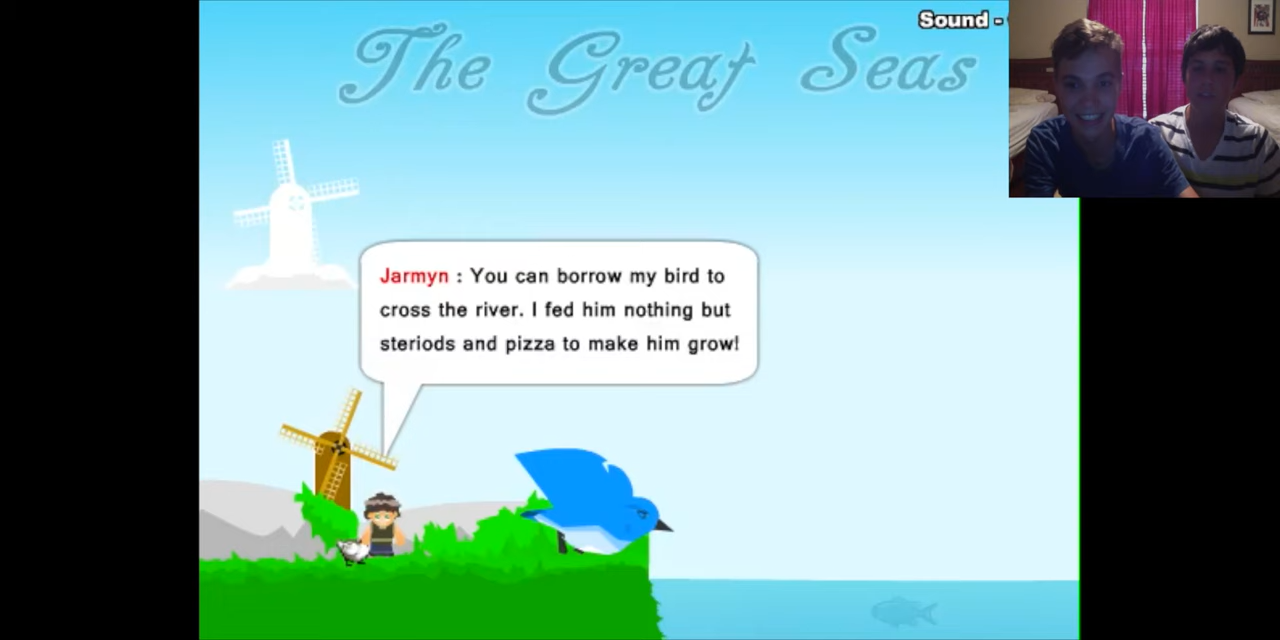 Sound -
The Great Seas
Jarmyn : You can borrow my bird to
cross the river. I fed him nothing but
steriods and pizza to make him grow!